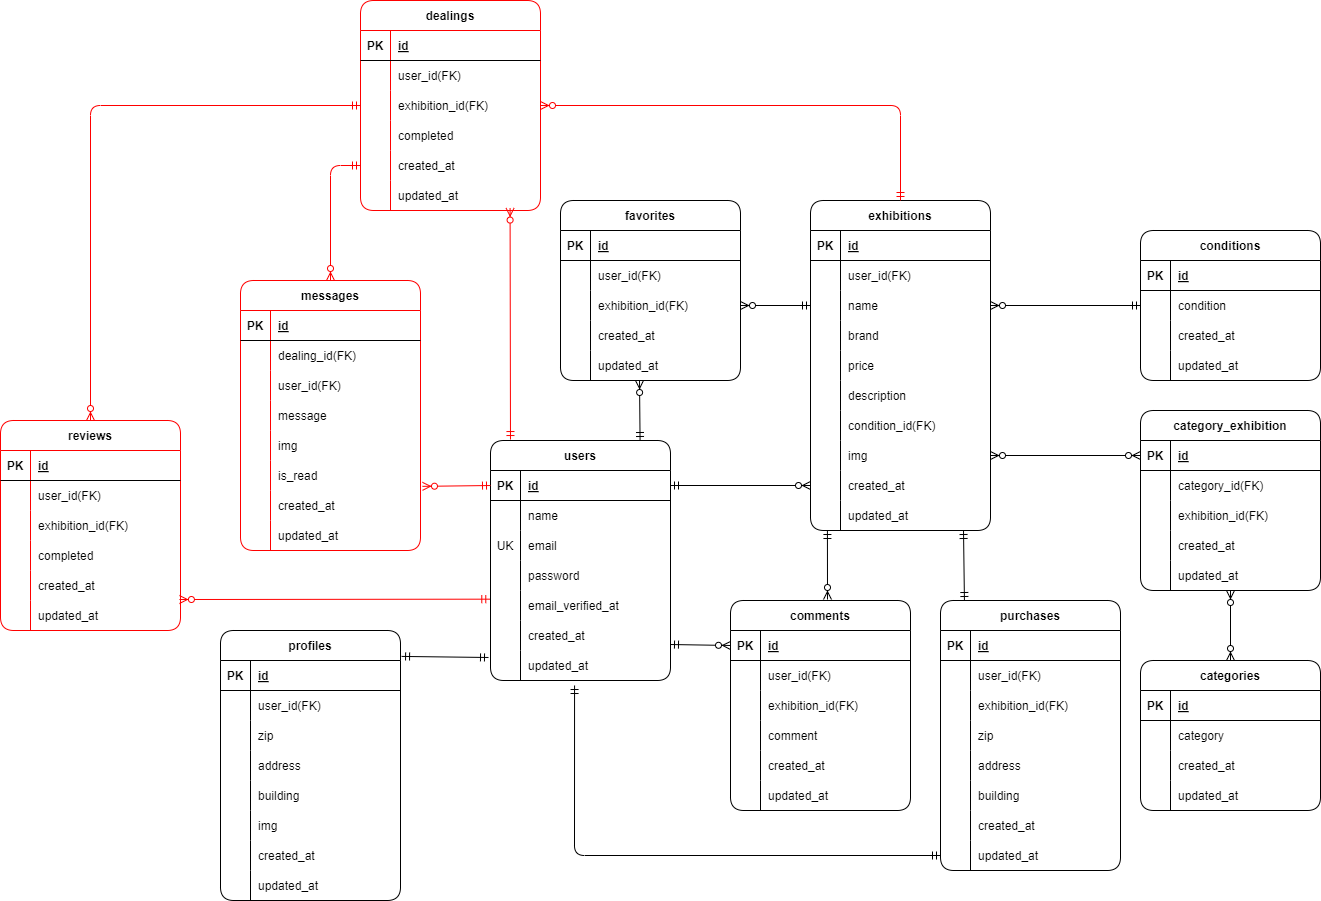 dealings
PK id
user_id(FK)
exhibition_id(FK)
completed
created_at
updated_at
favorites
PK id
user_id(FK)
exhibition_id(FK)
created_at
updated_at
exhibitions
PK id
user_id(FK)
name
brand
price
description
condition_id(FK)
img
created_at
updated_at
conditions
PK id
condition
created_at
updated_at
messages
PK id
dealing_id(FK)
user_id(FK)
message
img
is_read
created_at
updated_at
category_exhibition
PK id
category_id(FK)
exhibition_id(FK)
created_at
updated_at
reviews
PK id
user_id(FK)
exhibition_id(FK)
completed
created_at
updated_at
users
PK id
name
UK email
password
email_verified_at
created_at
updated_at
profiles
PK id
user_id(FK)
zip
address
building
img
created_at
updated_at
comments
PK id
user_id(FK)
exhibition_id(FK)
comment
created_at
updated_at
purchases
PK id
user_id(FK)
exhibition_id(FK)
zip
address
building
created_at
updated_at
categories
PK id
category
created_at
updated_at